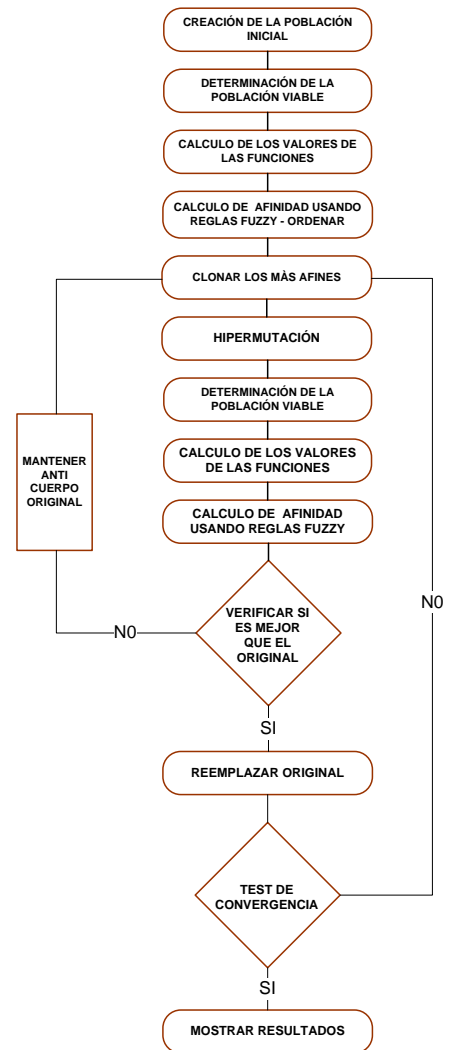 CREACIÓN DE LA POBLACIÓN
INICIAL
DETERMINACIÓN DE LA
POBLACIÓN VIABLE
CALCULO DE LOS VALORES DE
LAS FUNCIONES
CALCULO DE AFINIDAD USANDO
REGLAS FUZZY - ORDENAR
CLONAR LOS MÀS AFINES
HIPERMUTACIÓN
DETERMINACIÓN DE LA
POBLACIÓN VIABLE
CALCULO DE LOS VALORES
DE LAS FUNCIONES
CALCULO DE AFINIDAD
USANDO REGLAS FUZZY
MANTENER
ANTI
CUERPO
ORIGINAL
VERIFICAR SI
ES MEJOR
QUE EL
ORIGINAL
N0
N0
SI
REEMPLAZAR ORIGINAL
TEST DE
CONVERGENCIA
SI
MOSTRAR RESULTADOS